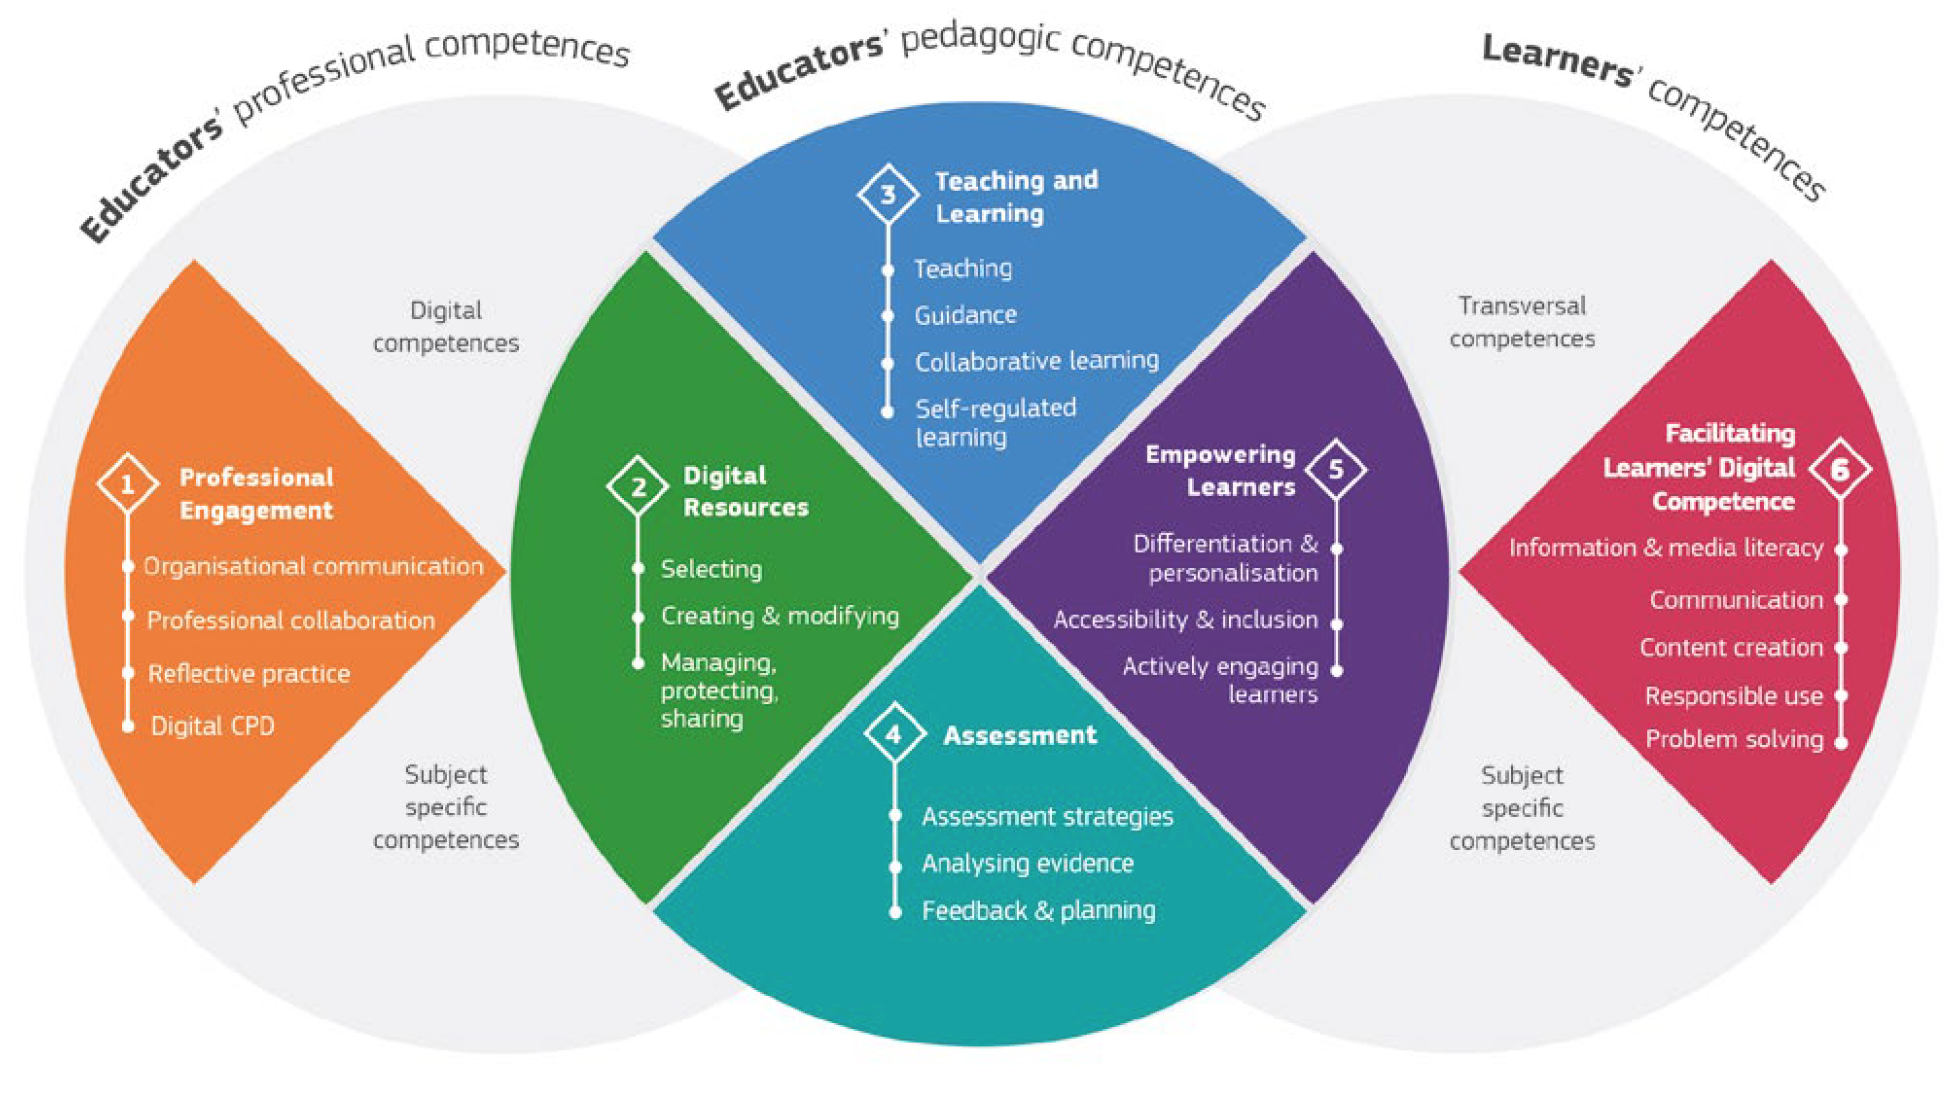 Educators' professional competences
Educators' pedagogic competences
Learners' competences
Digital
competences
Subject
specific
competences
1
Professional
Engagement
Organisational communication
Professional collaboration
Reflective practice
Digital CPD
2
Digital
Resources
Selecting
Creating & modifying
Managing,
protecting,
sharing
3
Teaching and
Learning
Teaching
Guidance
Collaborative learning
Self-regulated
learning
4
Assessment
Assessment strategies
Analysing evidence
Feedback & planning
5
Empowering
Learners
Differentiation &
personalisation
Accessibility & inclusion
Actively engaging
learners
Transversal
competences
Subject
specific
competences
6
Facilitating
Learners' Digital
Competence
Information & media literacy
Communication
Content creation
Responsible use
Problem solving